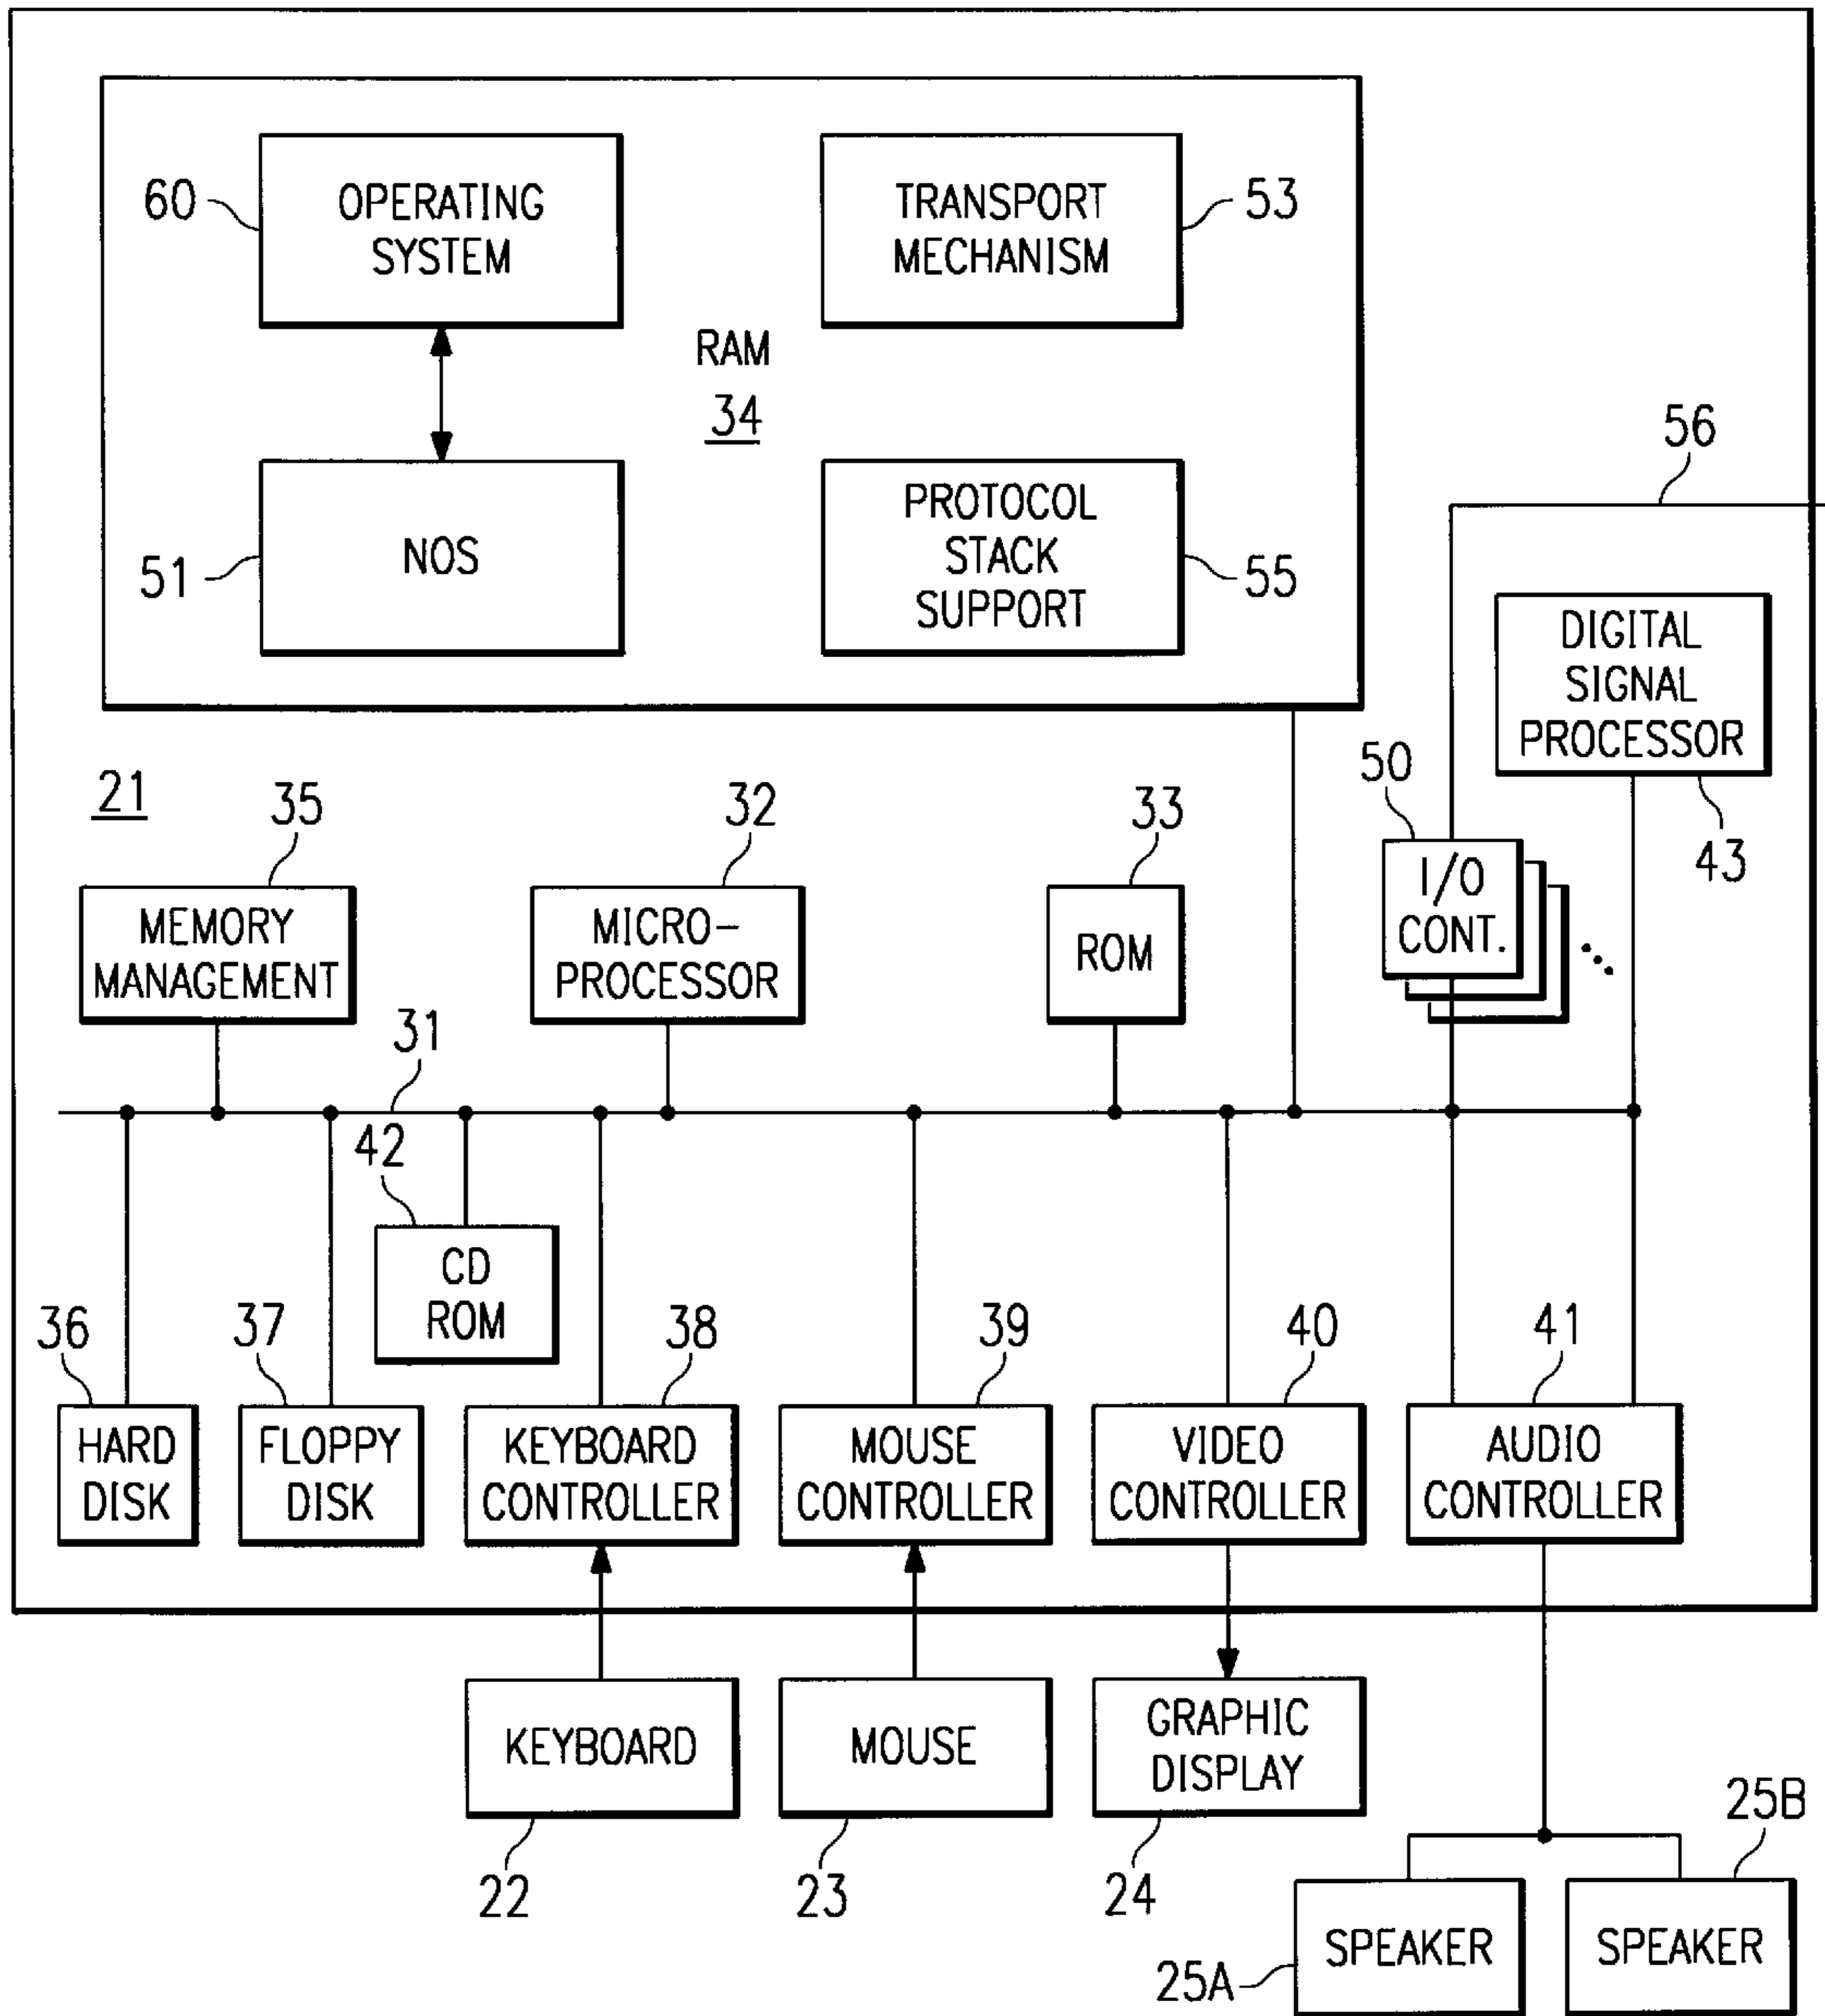 60
OPERATING
SYSTEM
TRANSPORT
MECHANISM
53
RAM
34
51
NOS
PROTOCOL
STACK
SUPPORT
55
56
DIGITAL
SIGNAL
PROCESSOR
43
21
35
MEMORY
MANAGEMENT
32
MICRO-
PROCESSOR
33
ROM
50
I/O
CONT.
31
42
CD
ROM
36
HARD
DISK
37
FLOPPY
DISK
38
KEYBOARD
CONTROLLER
39
MOUSE
CONTROLLER
40
VIDEO
CONTROLLER
41
AUDIO
CONTROLLER
KEYBOARD
22
MOUSE
23
GRAPHIC
DISPLAY
24
25A
SPEAKER
25B
SPEAKER